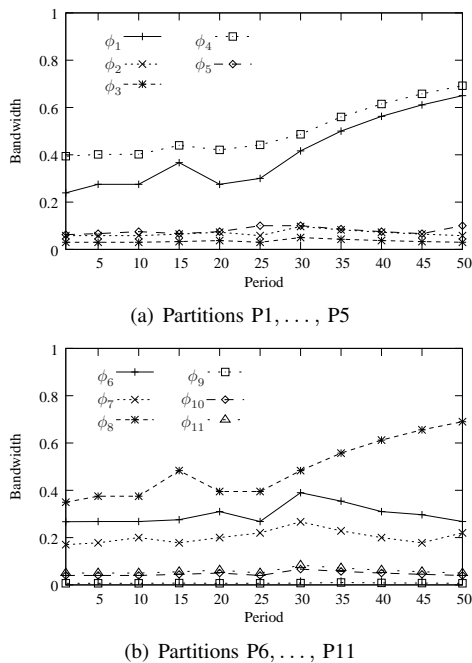 1
0.8
0.6
0.4
0.2
0
Bandwidth
ϕ1
ϕ2
ϕ3
ϕ4
ϕ5
5 10 15 20 25 30 35 40 45 50
Period
(a) Partitions P1, . . . , P5
1
0.8
0.6
0.4
0.2
0
Bandwidth
ϕ6
ϕ7
ϕ8
ϕ9
ϕ10
ϕ11
5 10 15 20 25 30 35 40 45 50
Period
(b) Partitions P6, . . . , P11